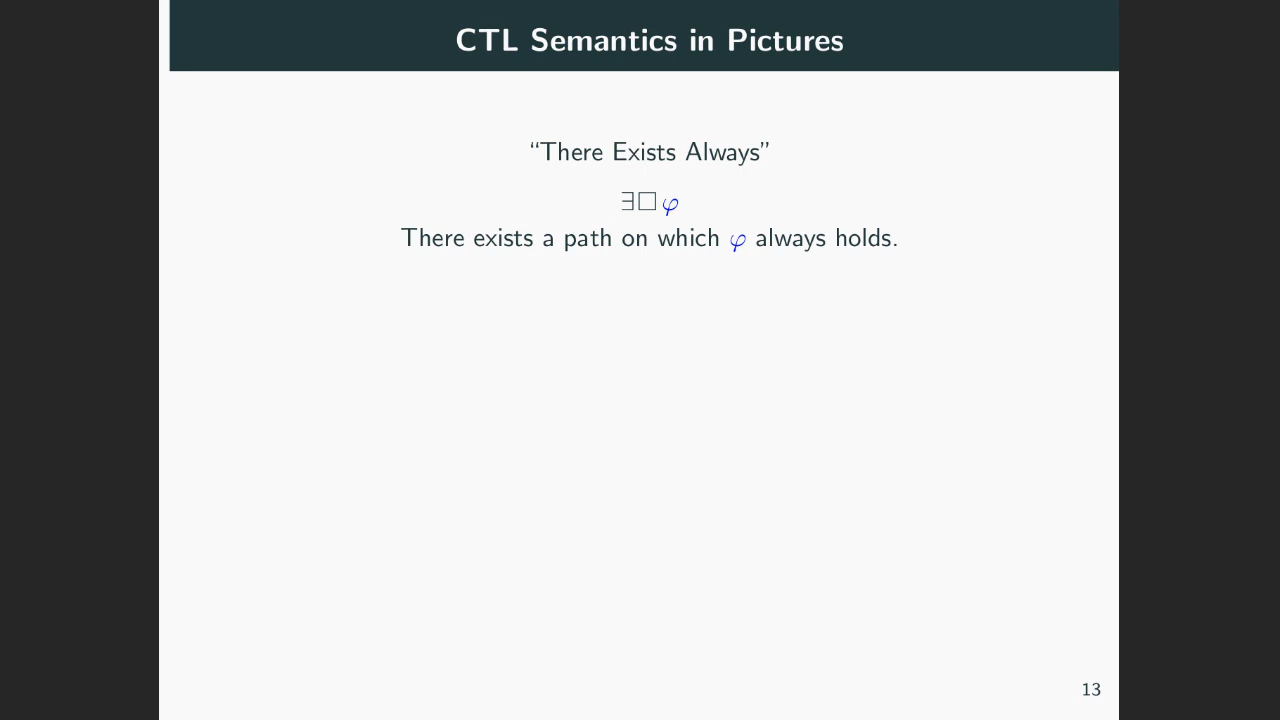 CTL Semantics in Pictures
“There Exists Always”
∃□φ
There exists a path on which φ always holds.
13